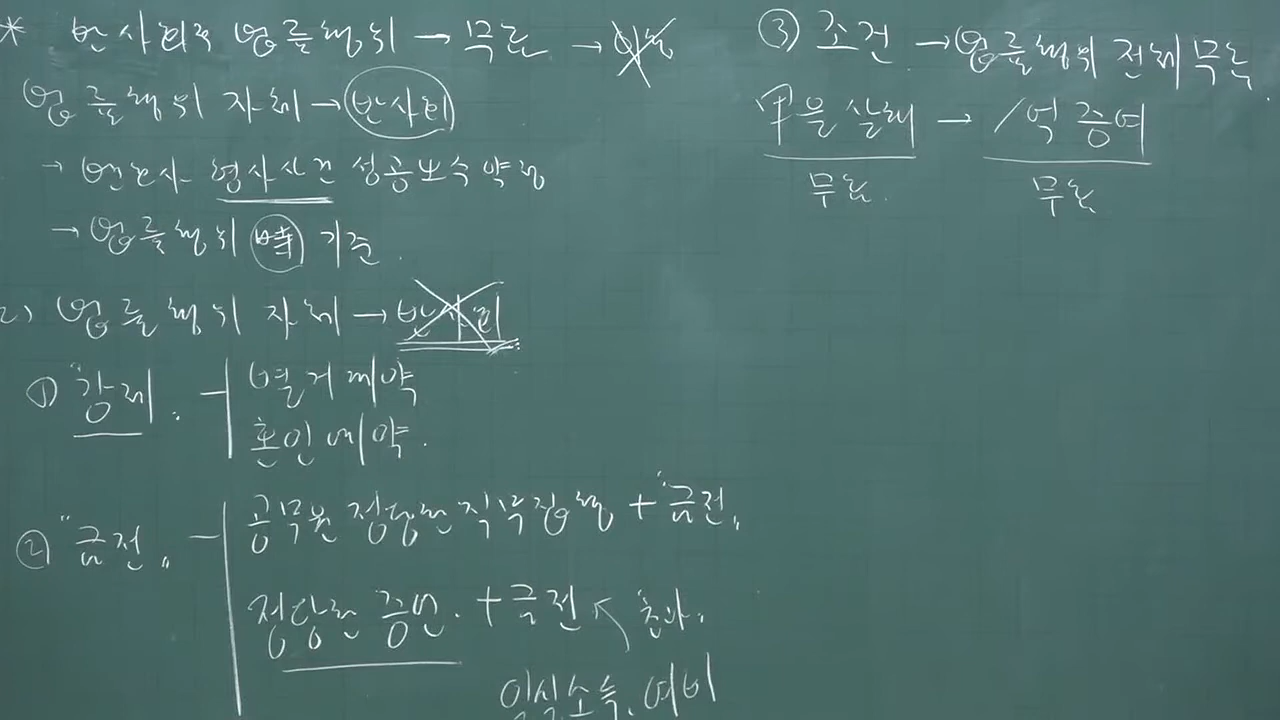 * 반사회적 법률행위 → 무효 → 이행
법률행위 자체 → 반사회
→ 변호사 형사사건 성공보수약정
→ 법률행위 時 기준.
2) 법률행위 자체 → 반사회
① "강제" 별거계약
혼인예약.
② "금전" 공무원 정당한 직무집행 + "금전"
정당한 증언. + 금전 "초과"
일실소득, 여비
③ 조건 → 법률행위 전체 무효.
甲을 살해 → 1억 증여
무효. 무효